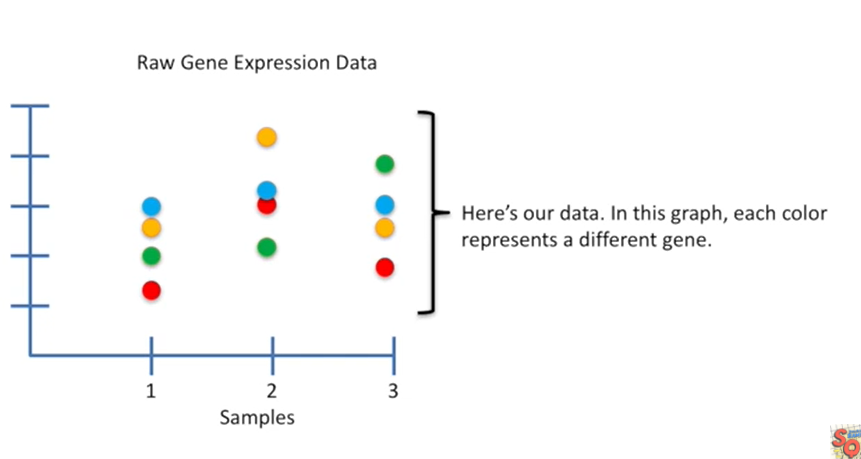 Raw Gene Expression Data
Here's our data. In this graph, each color
represents a different gene.
1 2 3
Samples